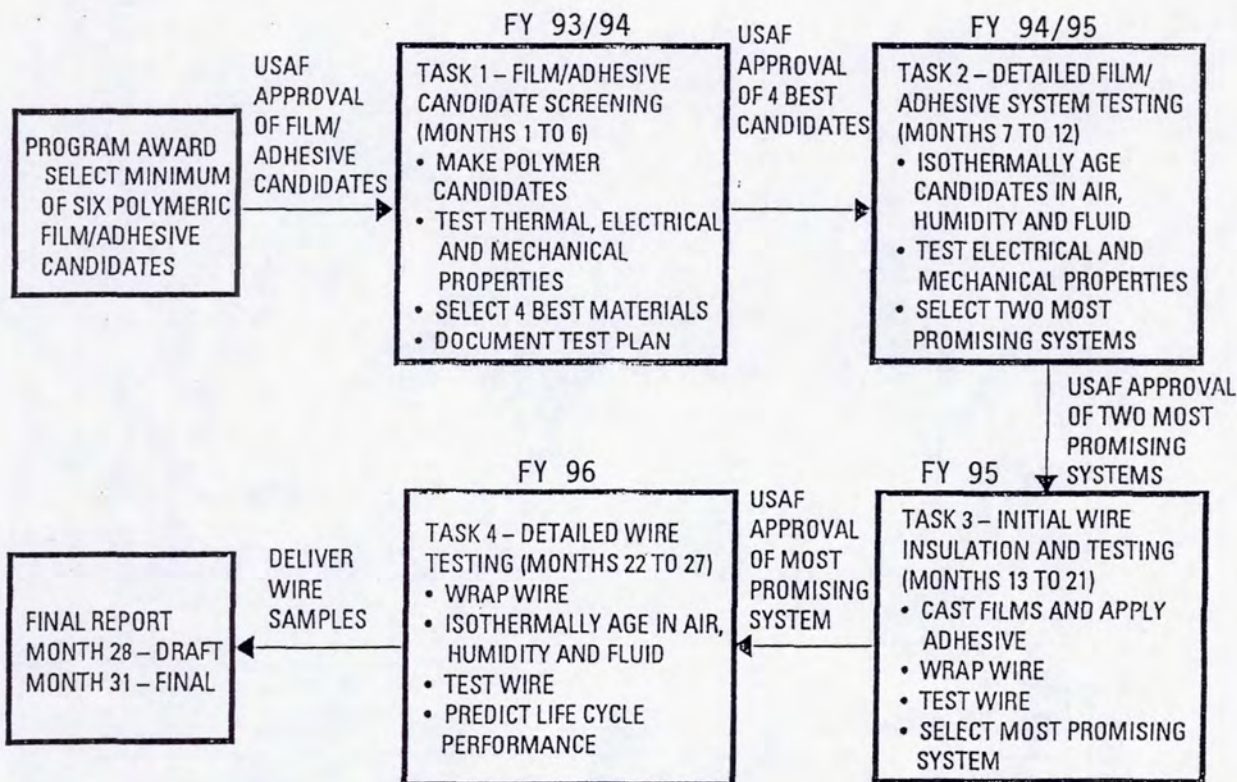 PROGRAM AWARD
SELECT MINIMUM
OF SIX POLYMERIC
FILM/ADHESIVE
CANDIDATES
USAF
APPROVAL
OF FILM/
ADHESIVE
CANDIDATES
FY 93/94
TASK 1 – FILM/ADHESIVE
CANDIDATE SCREENING
(MONTHS 1 TO 6)
• MAKE POLYMER
CANDIDATES
• TEST THERMAL, ELECTRICAL
AND MECHANICAL
PROPERTIES
• SELECT 4 BEST MATERIALS
• DOCUMENT TEST PLAN
USAF
APPROVAL
OF 4 BEST
CANDIDATES
FY 94/95
TASK 2 – DETAILED FILM/
ADHESIVE SYSTEM TESTING
(MONTHS 7 TO 12)
• ISOTHERMALLY AGE
CANDIDATES IN AIR,
HUMIDITY AND FLUID
• TEST ELECTRICAL AND
MECHANICAL PROPERTIES
• SELECT TWO MOST
PROMISING SYSTEMS
USAF APPROVAL
OF TWO MOST
PROMISING
SYSTEMS
FY 95
TASK 3 – INITIAL WIRE
INSULATION AND TESTING
(MONTHS 13 TO 21)
• CAST FILMS AND APPLY
ADHESIVE
• WRAP WIRE
• TEST WIRE
• SELECT MOST PROMISING
SYSTEM
USAF
APPROVAL
OF MOST
PROMISING
SYSTEM
FY 96
TASK 4 – DETAILED WIRE
TESTING (MONTHS 22 TO 27)
• WRAP WIRE
• ISOTHERMALLY AGE IN AIR,
HUMIDITY AND FLUID
• TEST WIRE
• PREDICT LIFE CYCLE
PERFORMANCE
DELIVER
WIRE
SAMPLES
FINAL REPORT
MONTH 28 – DRAFT
MONTH 31 – FINAL